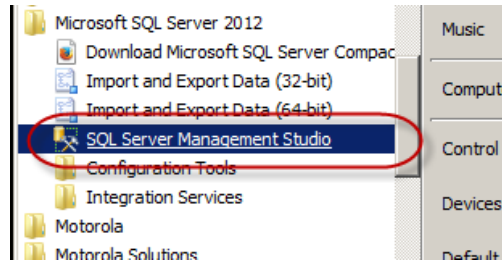 Microsoft SQL Server 2012
Download Microsoft SQL Server Compac
Import and Export Data (32-bit)
Import and Export Data (64-bit)
SQL Server Management Studio
Configuration Tools
Integration Services
Motorola
Motorola Solutions
Music
Comput
Control
Devices
Default